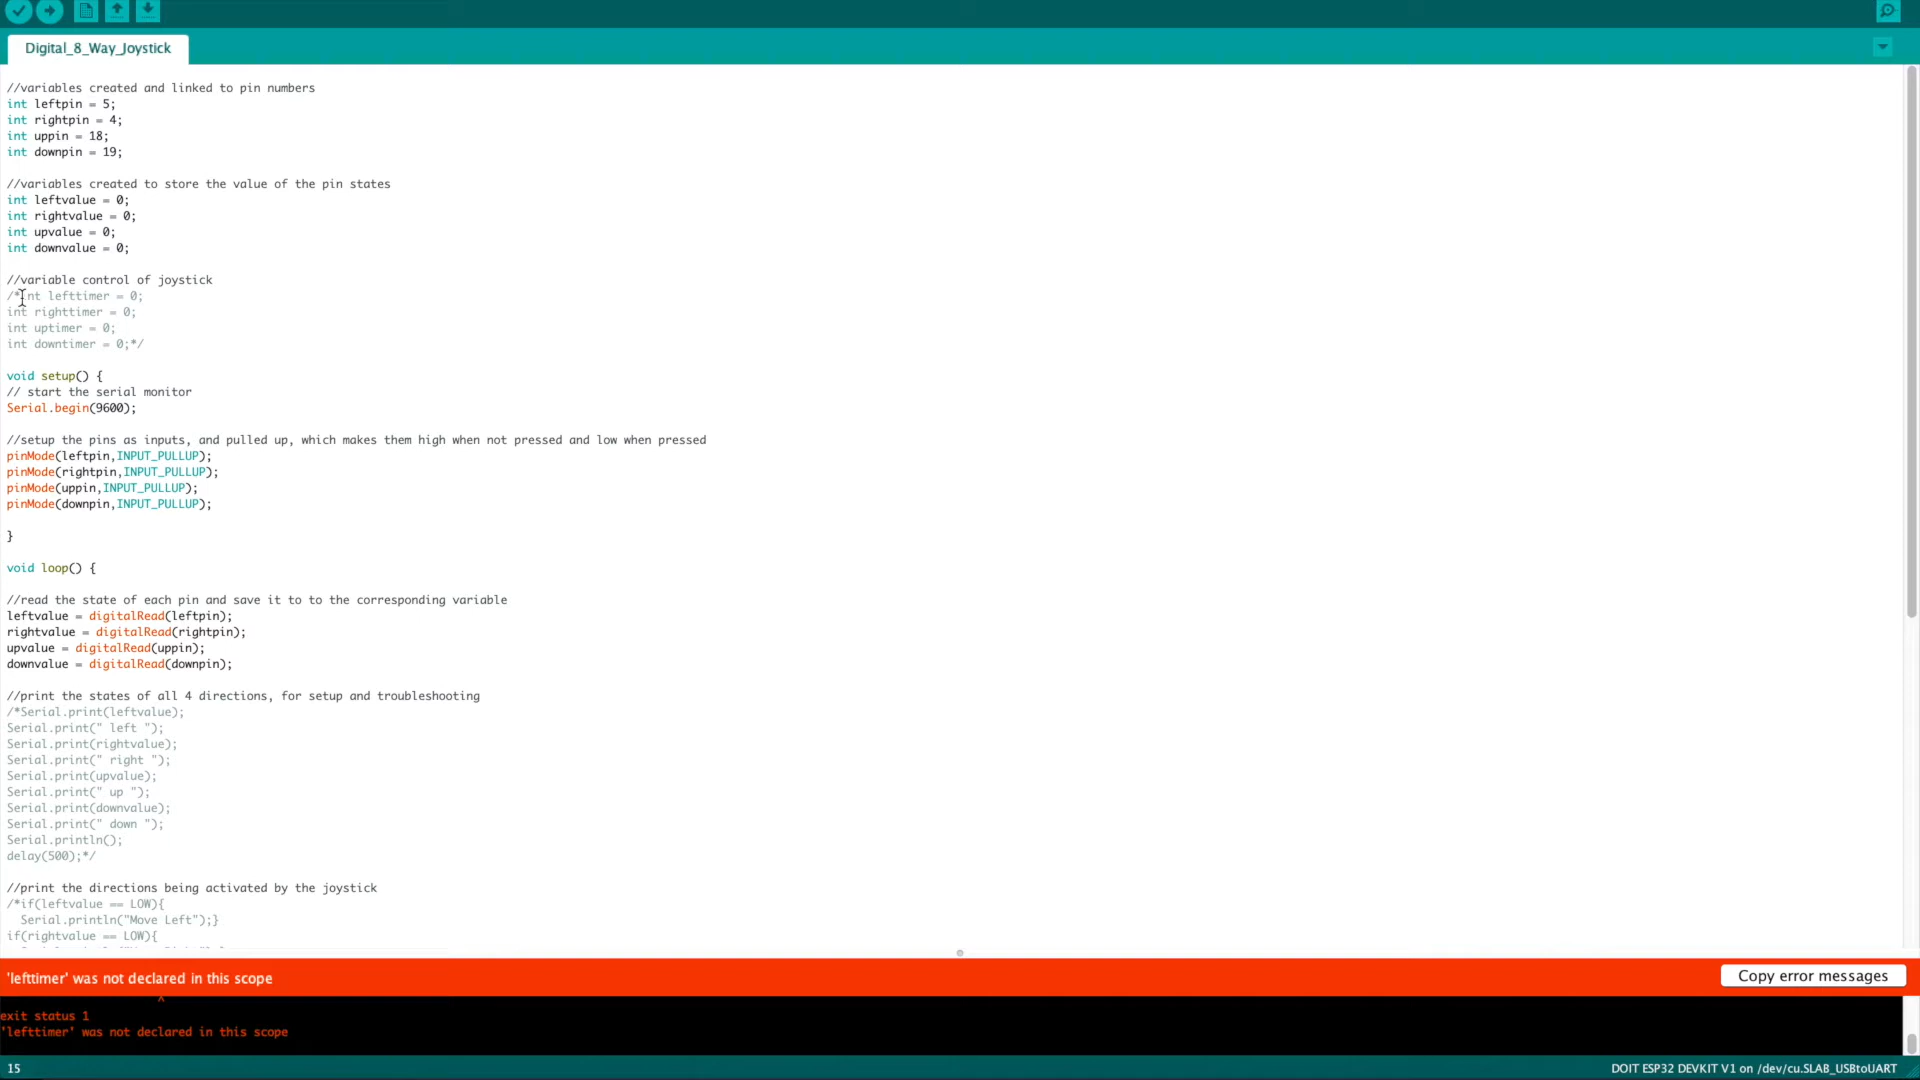 Digital_8_Way_Joystick
//variables created and linked to pin numbers
int leftpin = 5;
int rightpin = 4;
int uppin = 18;
int downpin = 19;
//variables created to store the value of the pin states
int leftvalue = 0;
int rightvalue = 0;
int upvalue = 0;
int downvalue = 0;
//variable control of joystick
/*int lefttimer = 0;
int righttimer = 0;
int uptimer = 0;
int downtimer = 0;*/
void setup() {
// start the serial monitor
Serial.begin(9600);
//setup the pins as inputs, and pulled up, which makes them high when not pressed and low when pressed
pinMode(leftpin,INPUT_PULLUP);
pinMode(rightpin,INPUT_PULLUP);
pinMode(uppin,INPUT_PULLUP);
pinMode(downpin,INPUT_PULLUP);
}
void loop() {
//read the state of each pin and save it to to the corresponding variable
leftvalue = digitalRead(leftpin);
rightvalue = digitalRead(rightpin);
upvalue = digitalRead(uppin);
downvalue = digitalRead(downpin);
//print the states of all 4 directions, for setup and troubleshooting
/*Serial.print(leftvalue);
Serial.print(" left ");
Serial.print(rightvalue);
Serial.print(" right ");
Serial.print(upvalue);
Serial.print(" up ");
Serial.print(downvalue);
Serial.print(" down ");
Serial.println();
delay(500);*/
//print the directions being activated by the joystick
/*if(leftvalue == LOW){
Serial.println("Move Left");}
if(rightvalue == LOW){
'lefttimer' was not declared in this scope
Copy error messages
^
exit status 1
'lefttimer' was not declared in this scope
15
DOIT ESP32 DEVKIT V1 on /dev/cu.SLAB_USBtoUART